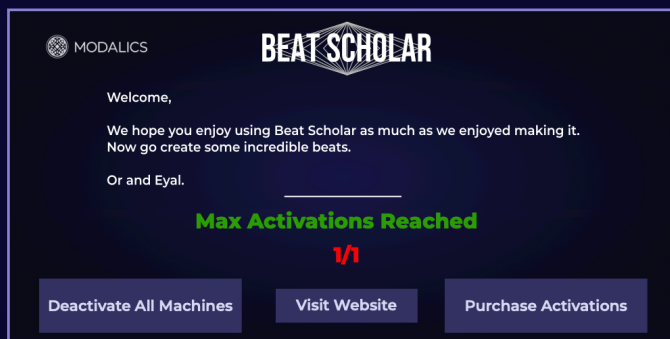 MODALICS
BEAT SCHOLAR
Welcome,
We hope you enjoy using Beat Scholar as much as we enjoyed making it.
Now go create some incredible beats.
Or and Eyal.
Max Activations Reached
1/1
Deactivate All Machines
Visit Website
Purchase Activations